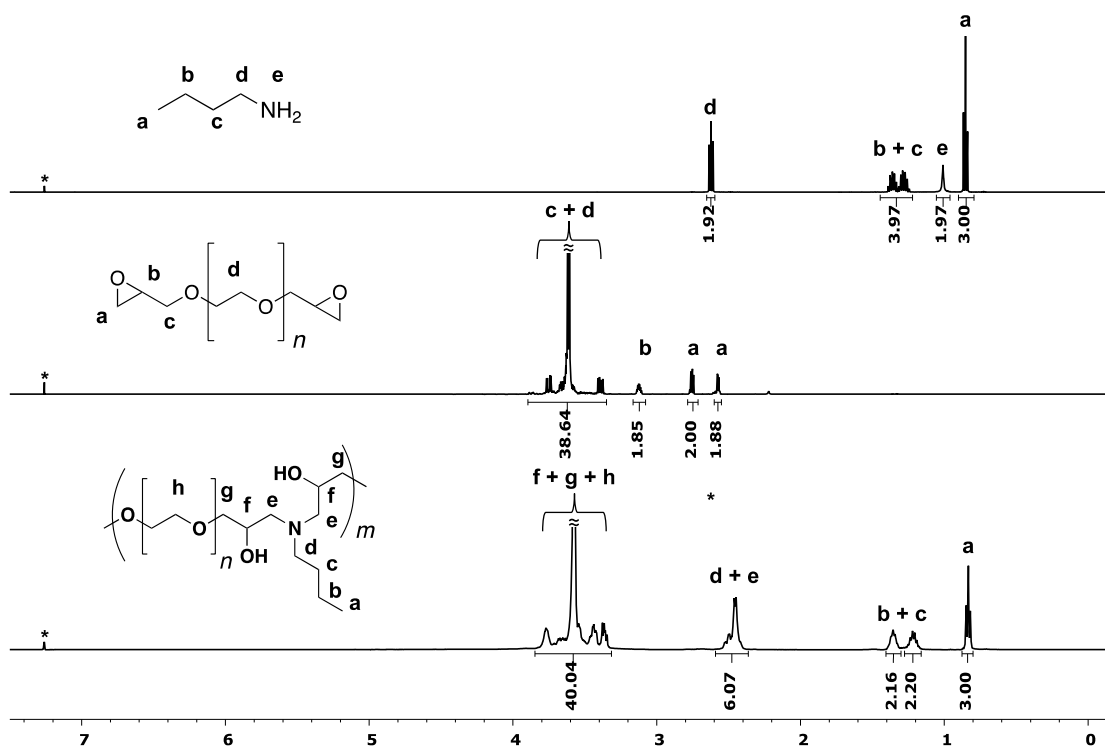 a
b d e
d
NH2
a c
b + c e
*
1.92
3.97
1.97
3.00
c + d
≈
O b d
O O
O
n
a c
b a a
*
38.64
1.85
2.00
1.88
g
HO
f + g + h
*
h g f e f
≈
O O e
n N m
OH d
c
b a
d + e
b + c
a
*
40.04
6.07
2.16
2.20
3.00
7 6 5 4 3 2 1 0